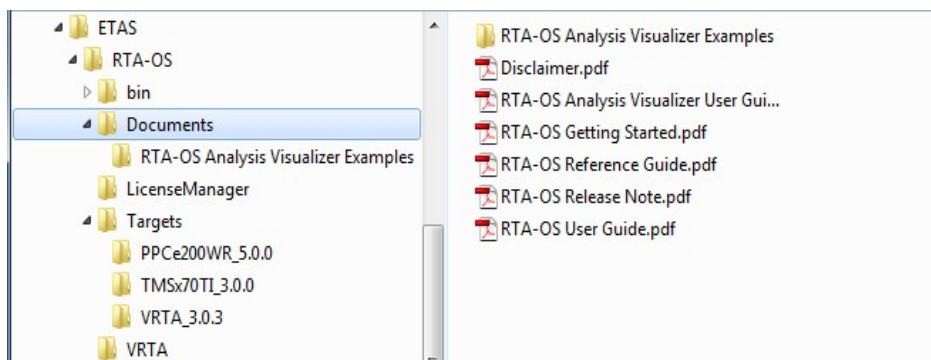 ETAS
RTA-OS
bin
Documents
RTA-OS Analysis Visualizer Examples
LicenseManager
Targets
PPCe200WR_5.0.0
TMSx70TI_3.0.0
VRTA_3.0.3
VRTA
RTA-OS Analysis Visualizer Examples
Disclaimer.pdf
RTA-OS Analysis Visualizer User Gui...
RTA-OS Getting Started.pdf
RTA-OS Reference Guide.pdf
RTA-OS Release Note.pdf
RTA-OS User Guide.pdf